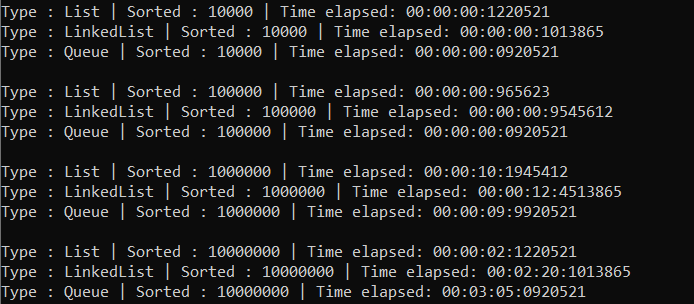 Type : List | Sorted : 10000 | Time elapsed: 00:00:00:1220521
Type : LinkedList | Sorted : 10000 | Time elapsed: 00:00:00:1013865
Type : Queue | Sorted : 10000 | Time elapsed: 00:00:00:0920521
Type : List | Sorted : 100000 | Time elapsed: 00:00:00:965623
Type : LinkedList | Sorted : 100000 | Time elapsed: 00:00:00:9545612
Type : Queue | Sorted : 100000 | Time elapsed: 00:00:00:0920521
Type : List | Sorted : 1000000 | Time elapsed: 00:00:10:1945412
Type : LinkedList | Sorted : 1000000 | Time elapsed: 00:00:12:4513865
Type : Queue | Sorted : 1000000 | Time elapsed: 00:00:09:9920521
Type : List | Sorted : 10000000 | Time elapsed: 00:00:02:1220521
Type : LinkedList | Sorted : 10000000 | Time elapsed: 00:02:20:1013865
Type : Queue | Sorted : 10000000 | Time elapsed: 00:03:05:0920521